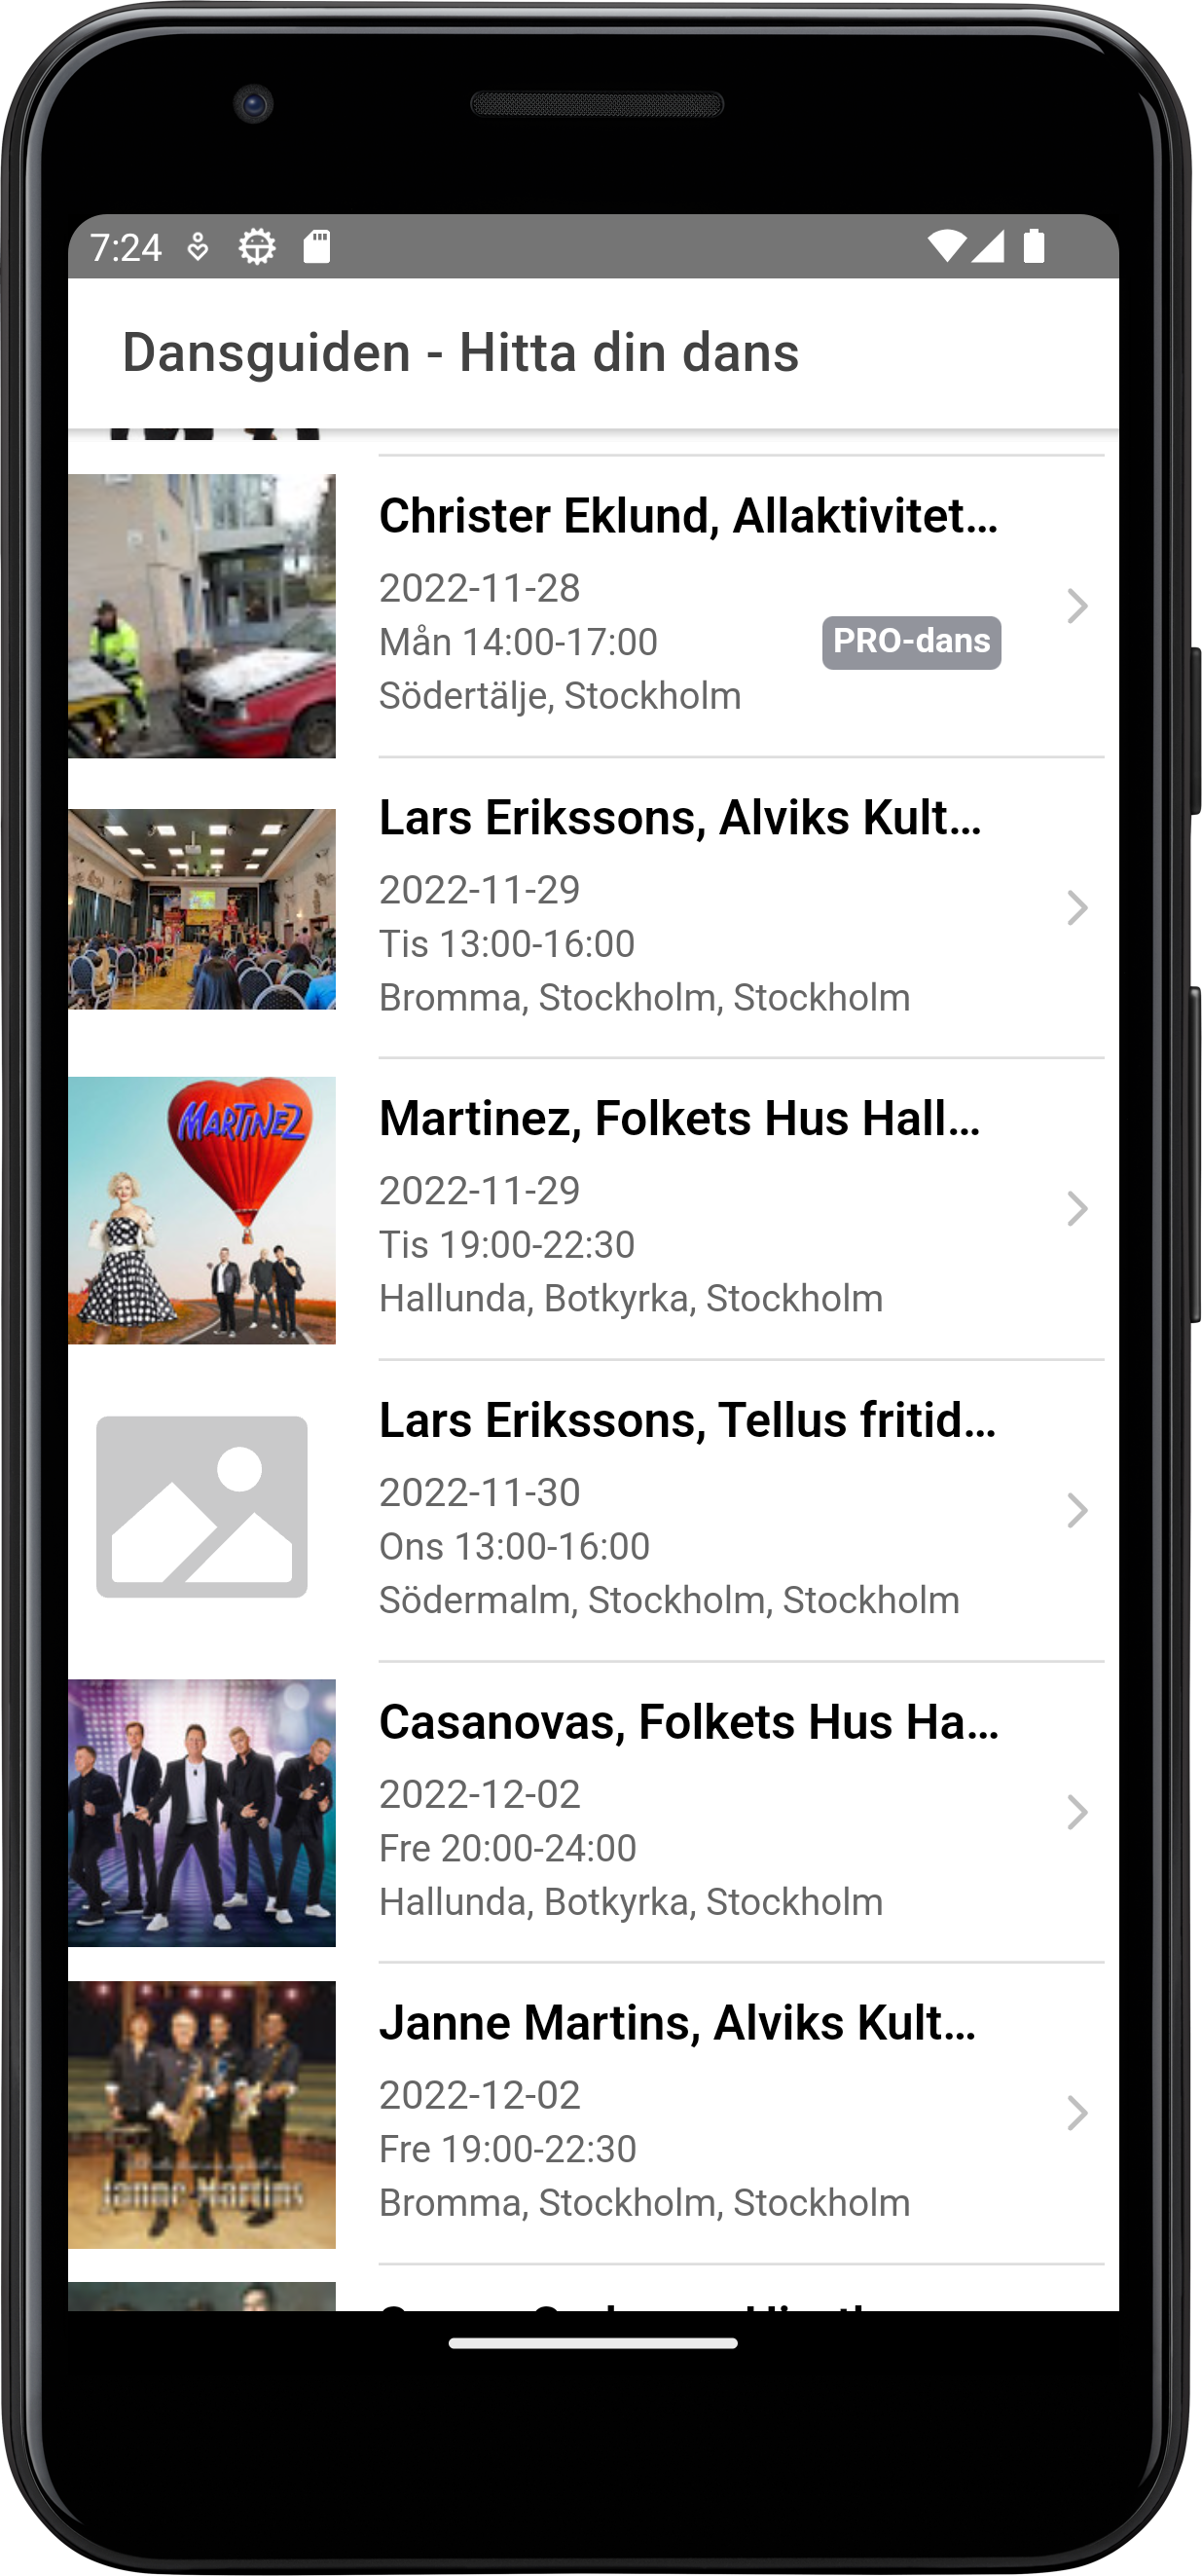 7:24
Dansguiden - Hitta din dans
Christer Eklund, Allaktivitet...
2022-11-28
Mån 14:00-17:00
PRO-dans
Södertälje, Stockholm
Lars Erikssons, Alviks Kult...
2022-11-29
Tis 13:00-16:00
Bromma, Stockholm, Stockholm
MARTINEZ
Martinez, Folkets Hus Hall...
2022-11-29
Tis 19:00-22:30
Hallunda, Botkyrka, Stockholm
Lars Erikssons, Tellus fritid...
2022-11-30
Ons 13:00-16:00
Södermalm, Stockholm, Stockholm
Casanovas, Folkets Hus Ha...
2022-12-02
Fre 20:00-24:00
Hallunda, Botkyrka, Stockholm
Janne Martins, Alviks Kult...
2022-12-02
Fre 19:00-22:30
Janne Martins
Bromma, Stockholm, Stockholm